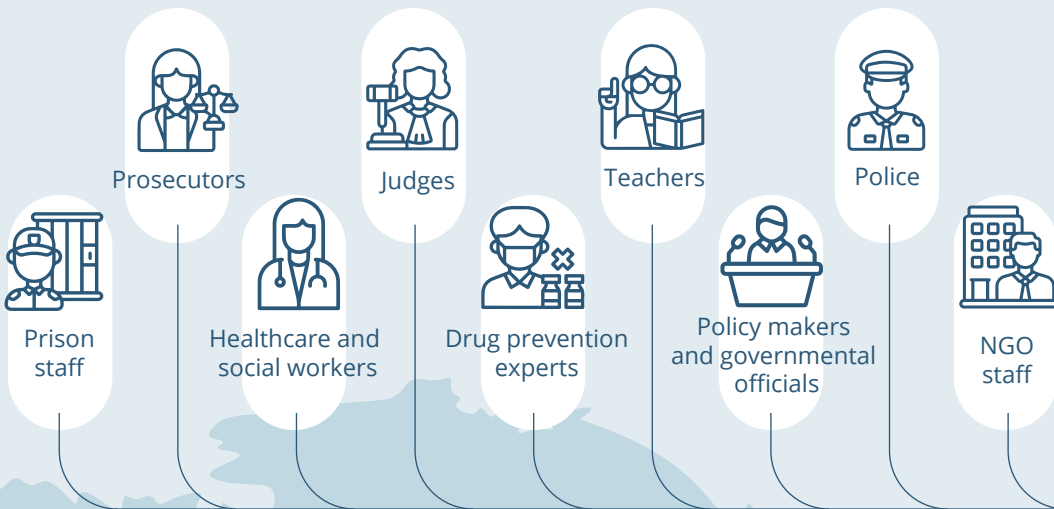 Prosecutors
Judges
Teachers
Police
Prison
staff
Healthcare and
social workers
Drug prevention
experts
Policy makers
and governmental
officials
NGO
staff